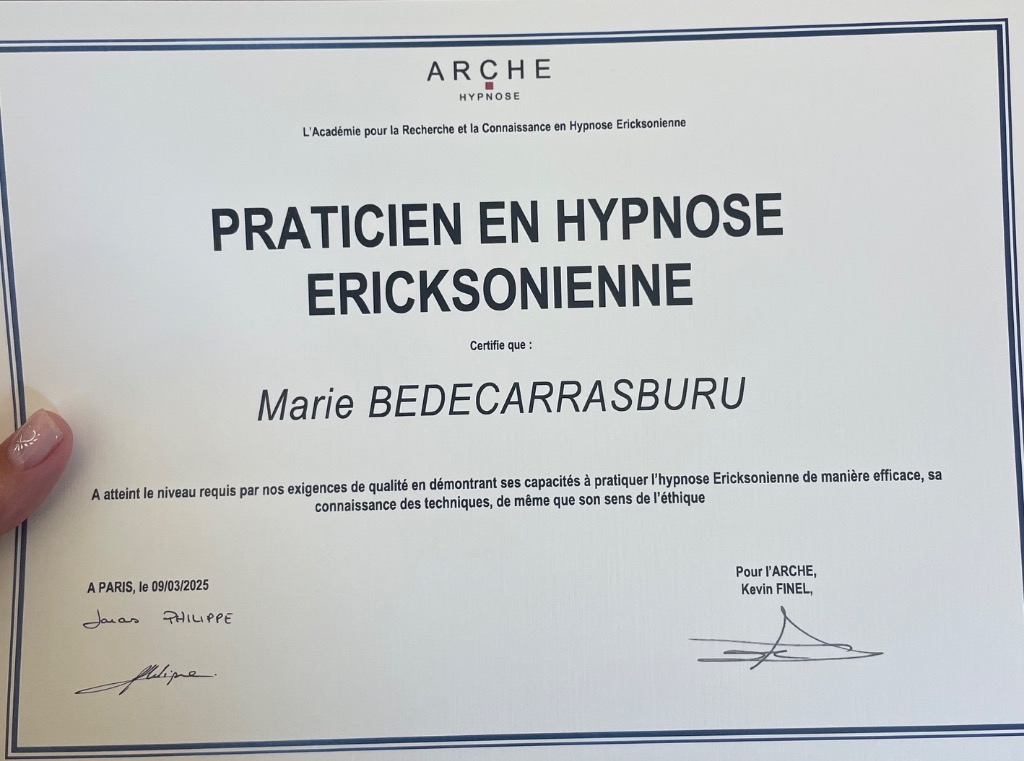 ARCHE
HYPNOSE
L'Académie pour la Recherche et la Connaissance en Hypnose Ericksonienne
PRATICIEN EN HYPNOSE
ERICKSONIENNE
Certifie que :
Marie BEDECARRASBURU
A atteint le niveau requis par nos exigences de qualité en démontrant ses capacités à pratiquer l'hypnose Ericksonienne de manière efficace, sa
connaissance des techniques, de même que son sens de l'éthique
A PARIS, le 09/03/2025
PHILIPPE
Pour l'ARCHE,
Kevin FINEL,